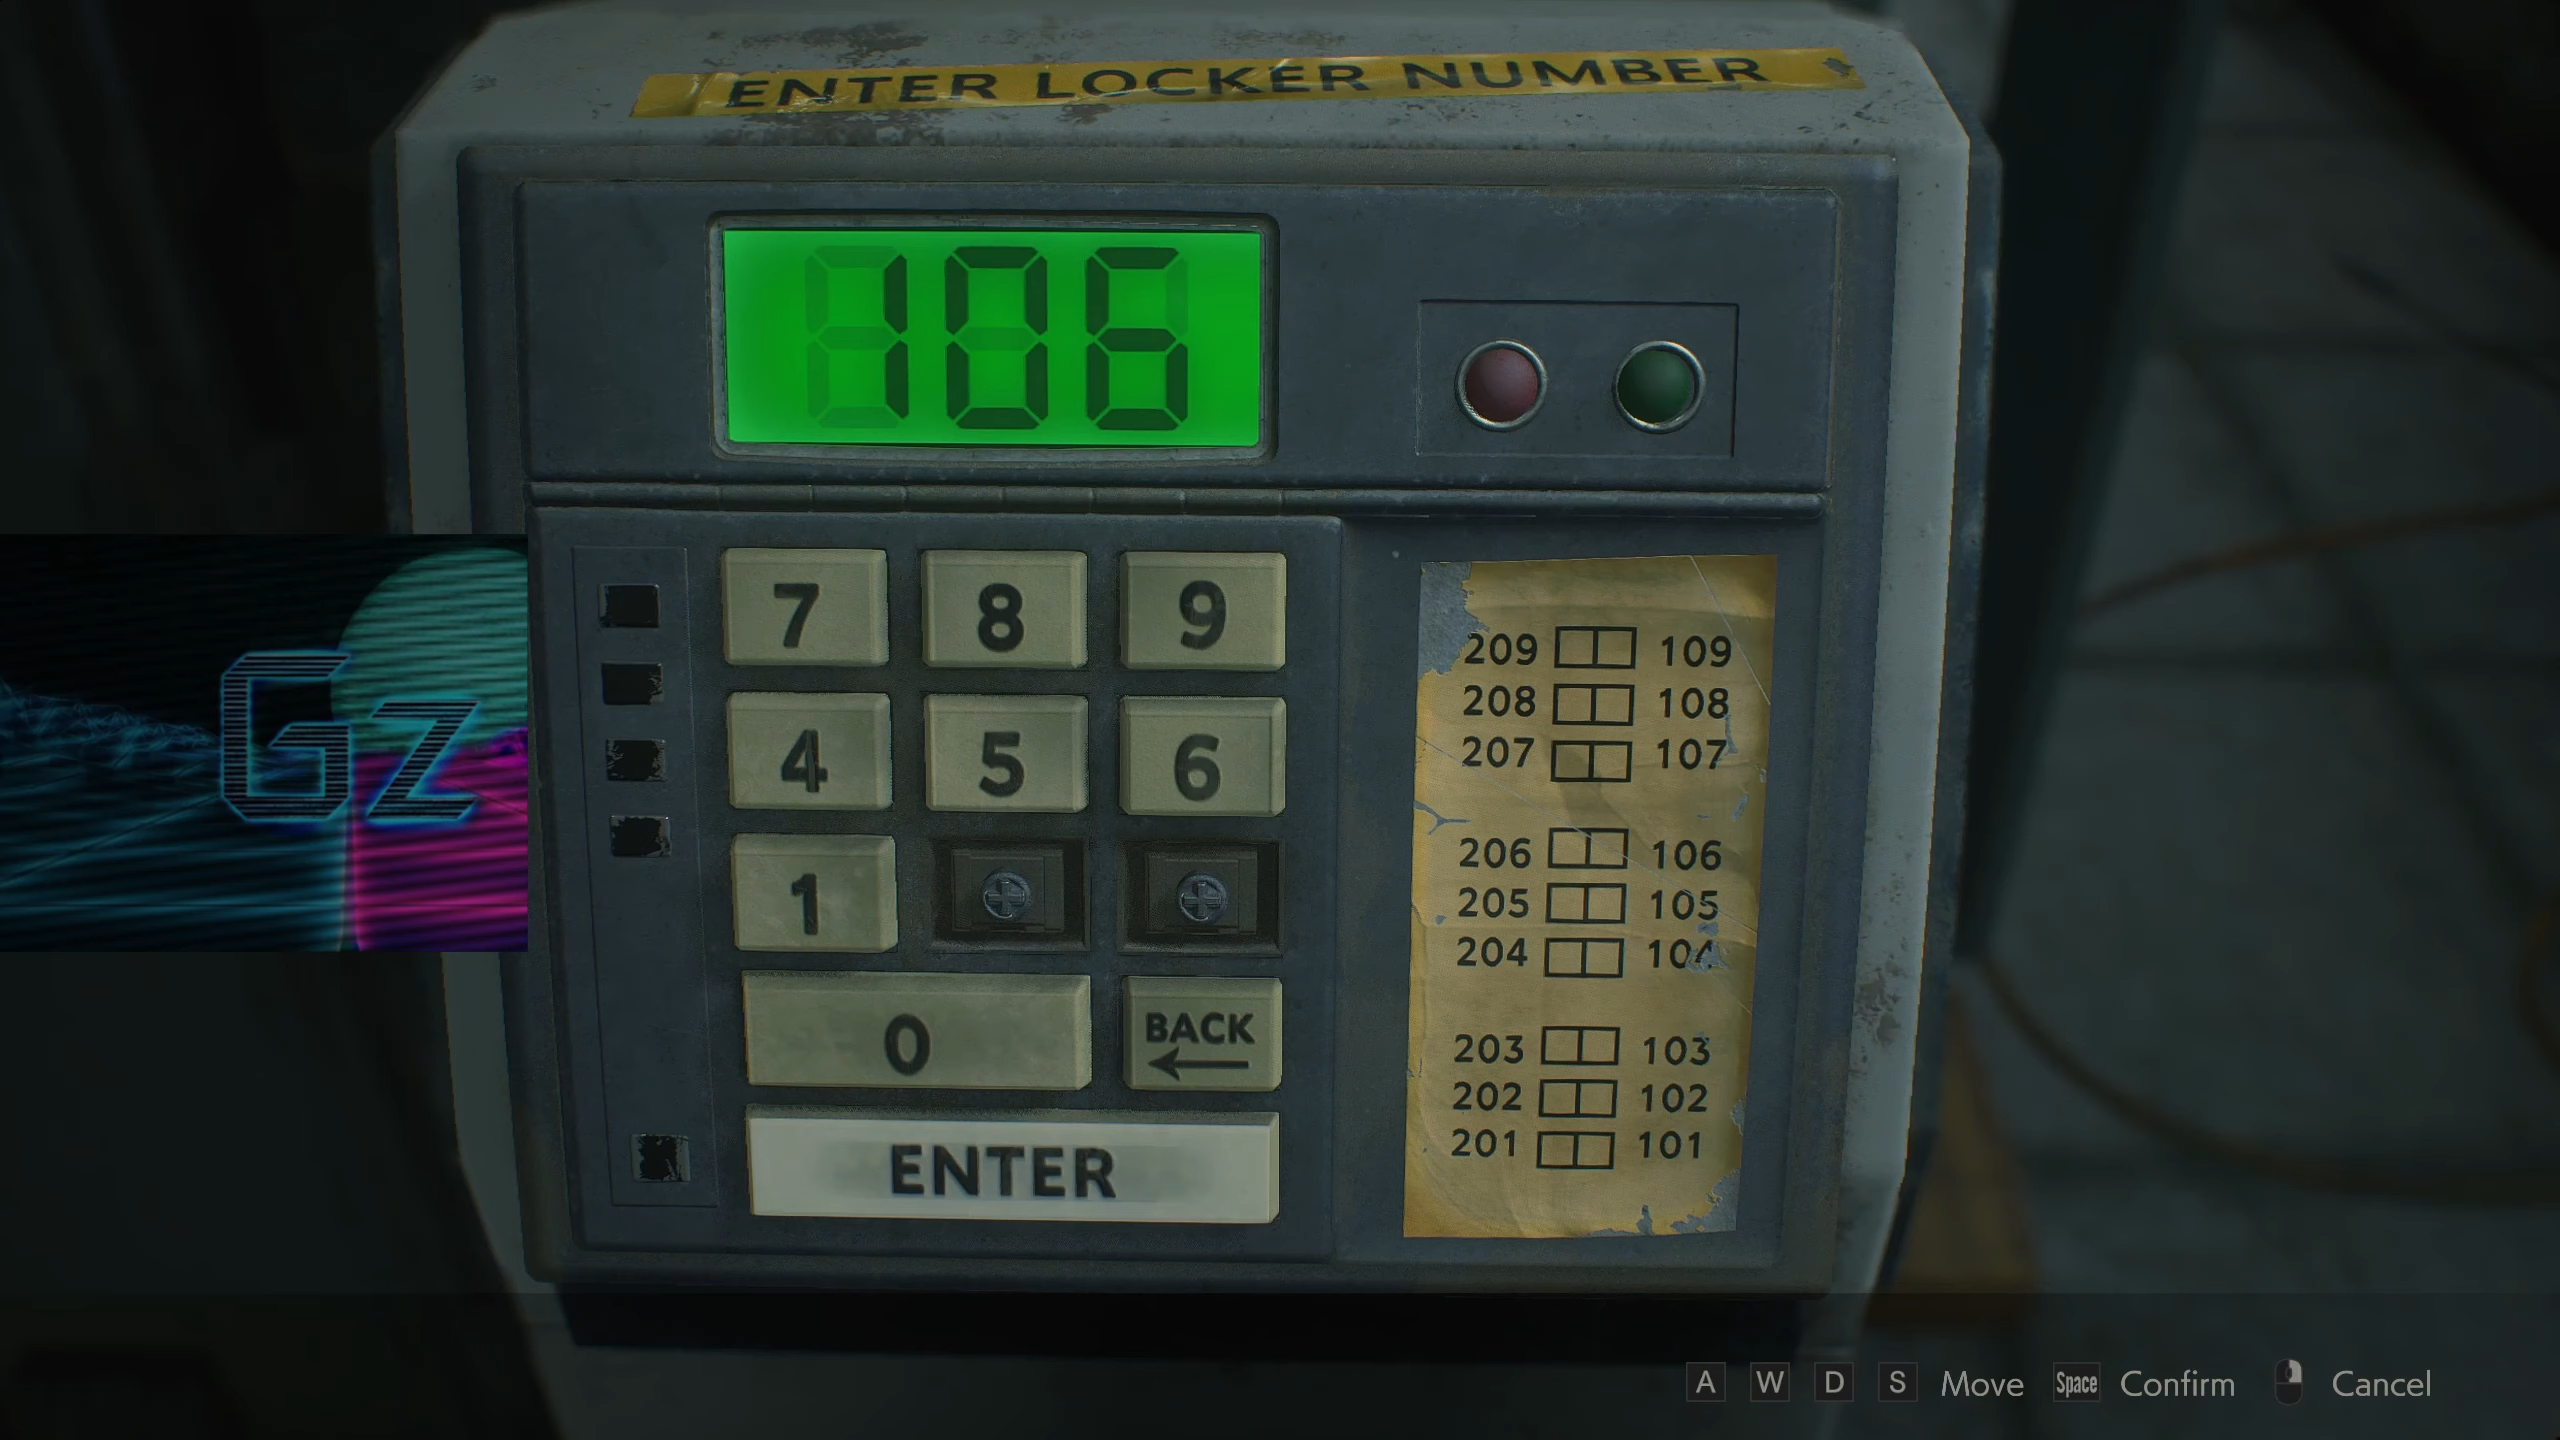 ENTER LOCKER NUMBER
106
7 8 9
4 5 6
1
0 BACK
ENTER
209 109
208 108
207 107
206 106
205 105
204 104
203 103
202 102
201 101
Gz
A W D S Move Space Confirm Cancel